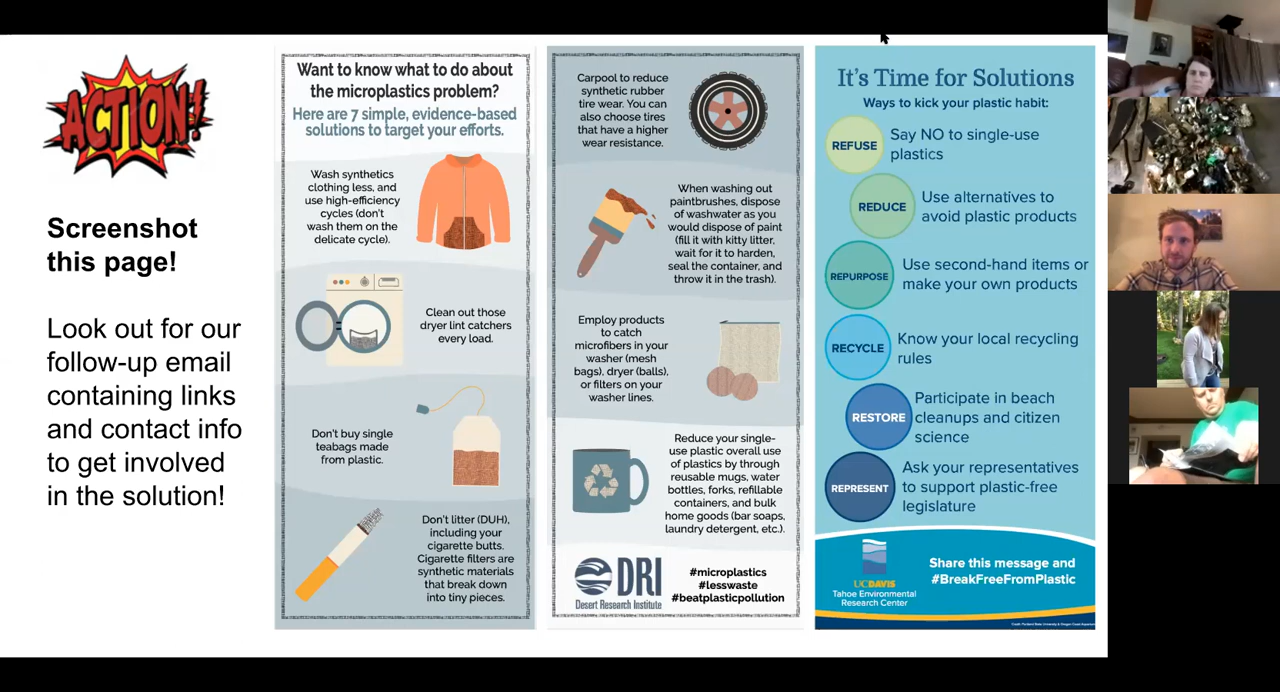 ACTION!
Screenshot
this page!
Look out for our
follow-up email
containing links
and contact info
to get involved
in the solution!
Want to know what to do about
the microplastics problem?
Here are 7 simple, evidence-based
solutions to target your efforts.
Wash synthetics
clothing less, and
use high-efficiency
cycles (don't
wash them on the
delicate cycle).
Clean out those
dryer lint catchers
every load.
Don't buy single
teabags made
from plastic.
Don't litter (DUH),
including your
cigarette butts.
Cigarette filters are
synthetic materials
that break down
into tiny pieces.
Carpool to reduce
synthetic rubber
tire wear. You can
also choose tires
that have a higher
wear resistance.
When washing out
paintbrushes, dispose
of washwater as you
would dispose of paint
(fill it with kitty litter,
wait for it to harden,
seal the container, and
throw it in the trash).
Employ products
to catch
microfibers in your
washer (mesh
bags), dryer (balls),
or filters on your
washer lines.
Reduce your single-
use plastic overall use
of plastics by through
reusable mugs, water
bottles, forks, refillable
containers, and bulk
home goods (bar soaps,
laundry detergent, etc.).
DRI
Desert Research Institute
#microplastics
#lesswaste
#beatplasticpollution
It's Time for Solutions
Ways to kick your plastic habit:
REFUSE Say NO to single-use
plastics
REDUCE Use alternatives to
avoid plastic products
REPURPOSE Use second-hand items or
make your own products
RECYCLE Know your local recycling
rules
RESTORE Participate in beach
cleanups and citizen
science
REPRESENT Ask your representatives
to support plastic-free
legislature
UCDAVIS
Tahoe Environmental
Research Center
Share this message and
#BreakFreeFromPlastic